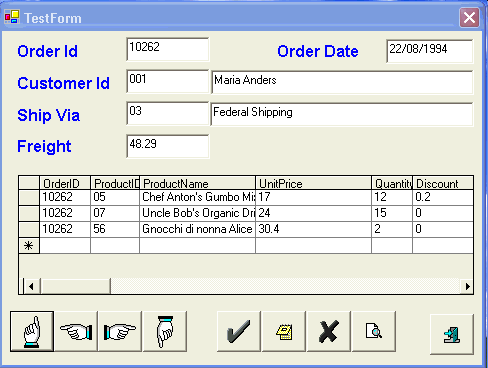 TestForm
Order Id 10262 Order Date 22/08/1994
Customer Id 001 Maria Anders
Ship Via 03 Federal Shipping
Freight 48.29
OrderID ProductID ProductName UnitPrice Quantity Discount
10262 05 Chef Anton's Gumbo Mi 17 12 0.2
10262 07 Uncle Bob's Organic Dri 24 15 0
10262 56 Gnocchi di nonna Alice 30.4 2 0